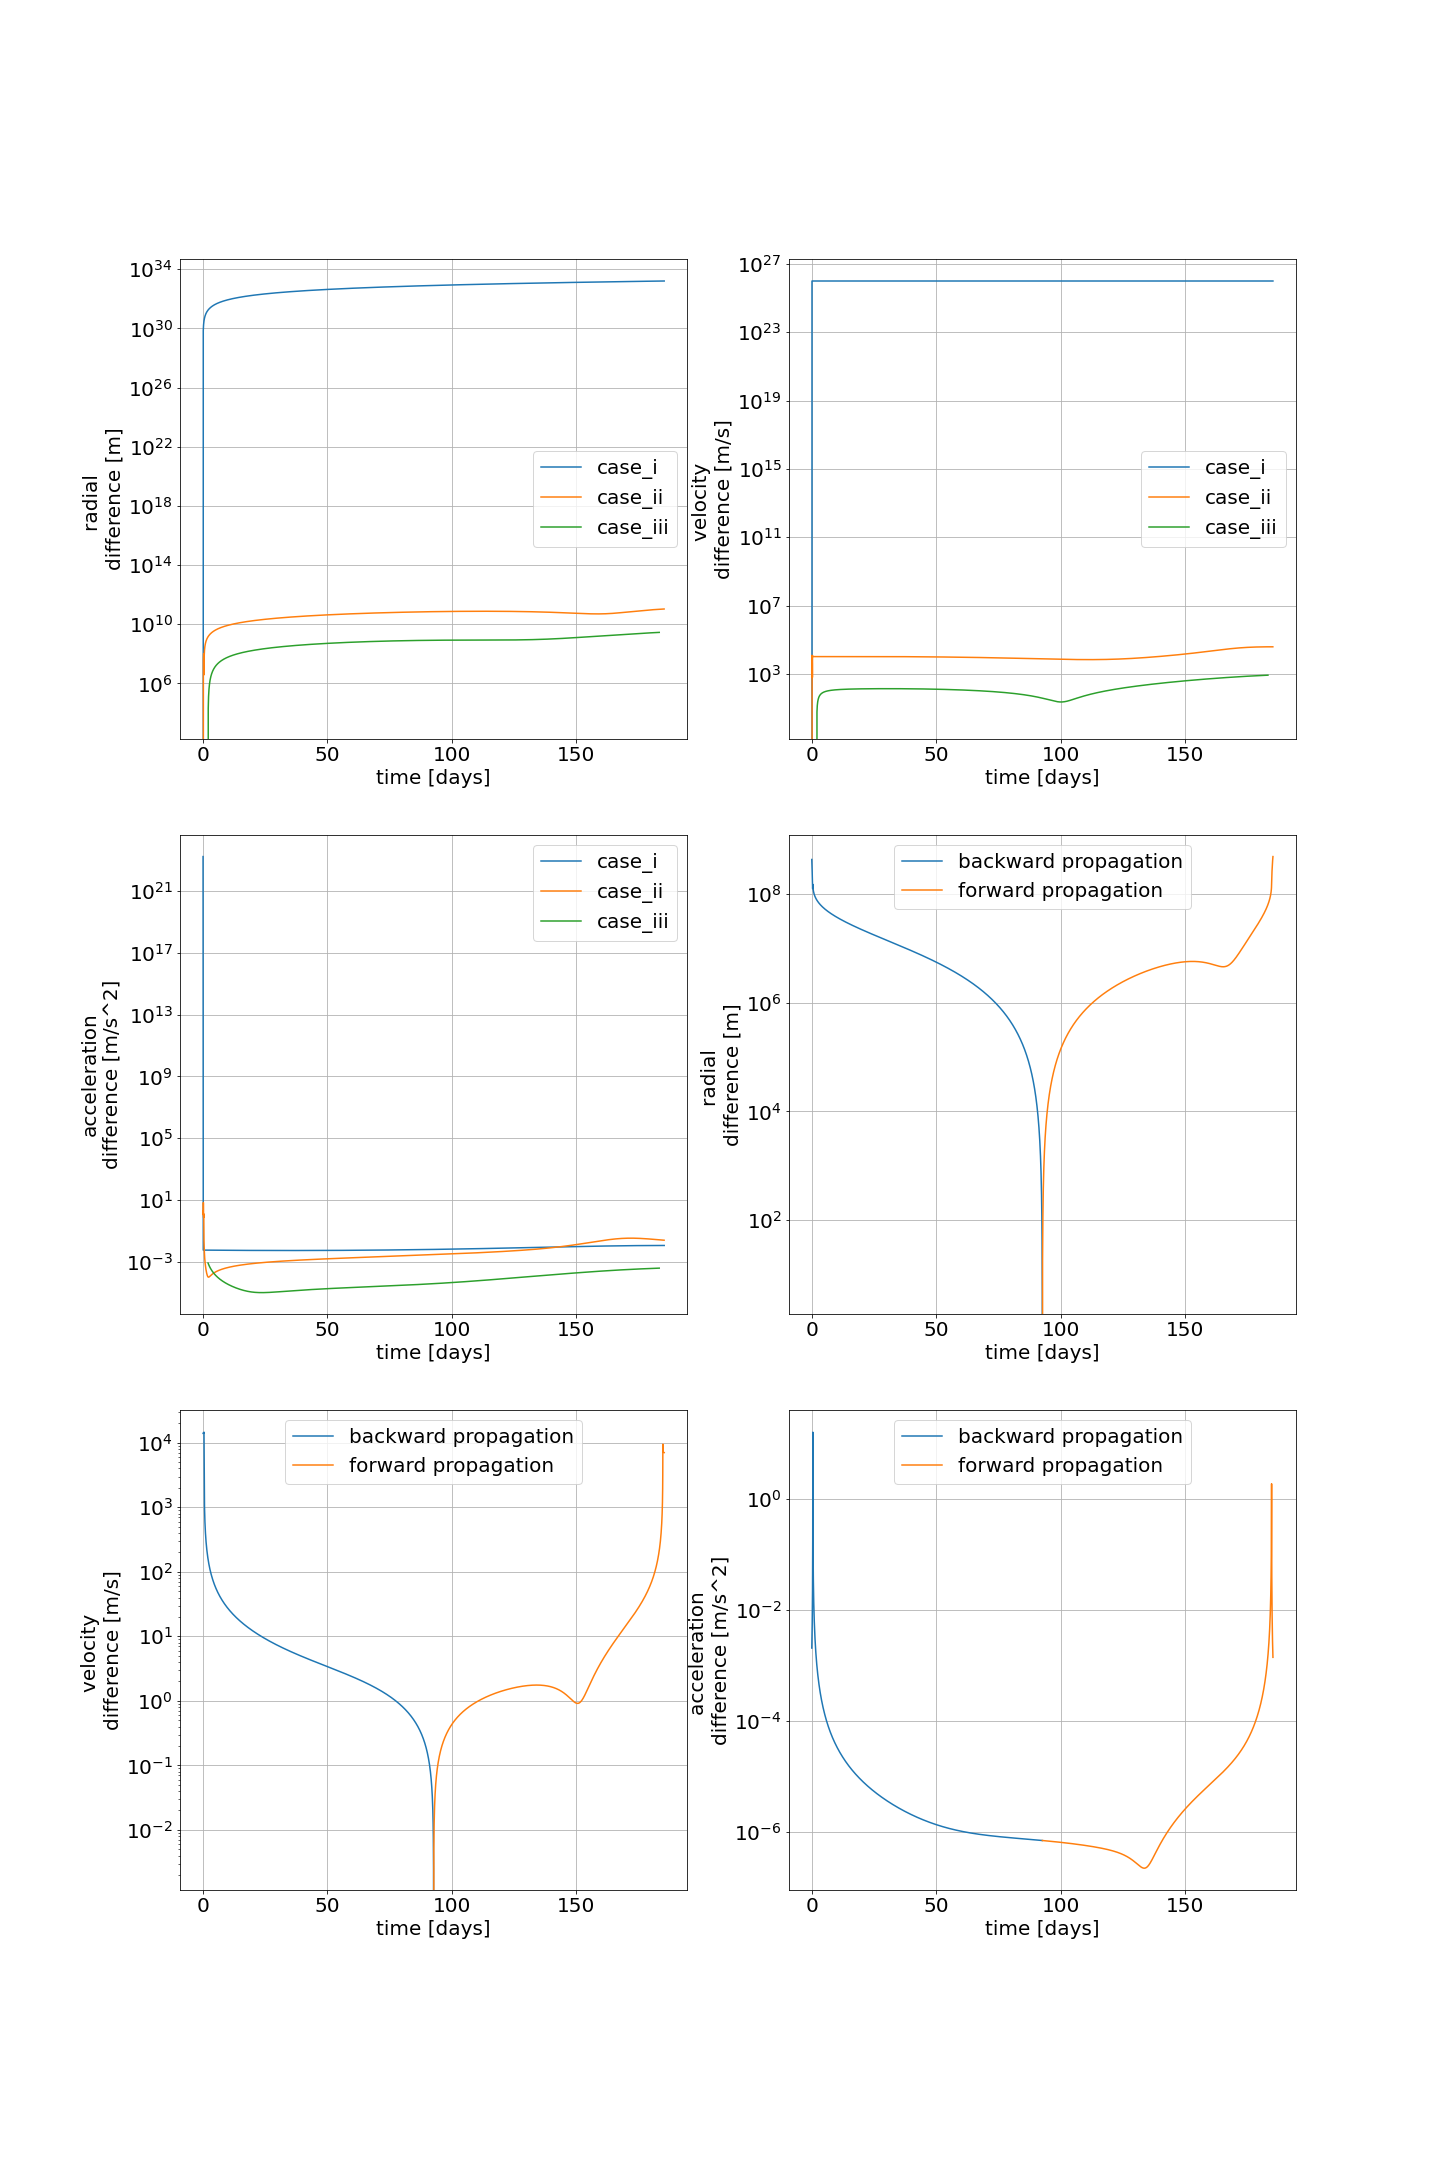 10^34
10^30
10^26
10^22
10^18
10^14
10^10
10^6
radial
difference [m]
case_i
case_ii
case_iii
0 50 100 150
time [days]
10^27
10^23
10^19
10^15
10^11
10^7
10^3
velocity
difference [m/s]
case_i
case_ii
case_iii
0 50 100 150
time [days]
10^21
10^17
10^13
10^9
10^5
10^1
10^−3
acceleration
difference [m/s^2]
case_i
case_ii
case_iii
0 50 100 150
time [days]
10^8
10^6
10^4
10^2
radial
difference [m]
backward propagation
forward propagation
0 50 100 150
time [days]
10^4
10^3
10^2
10^1
10^0
10^−1
10^−2
velocity
difference [m/s]
backward propagation
forward propagation
0 50 100 150
time [days]
10^0
10^−2
10^−4
10^−6
acceleration
difference [m/s^2]
backward propagation
forward propagation
0 50 100 150
time [days]